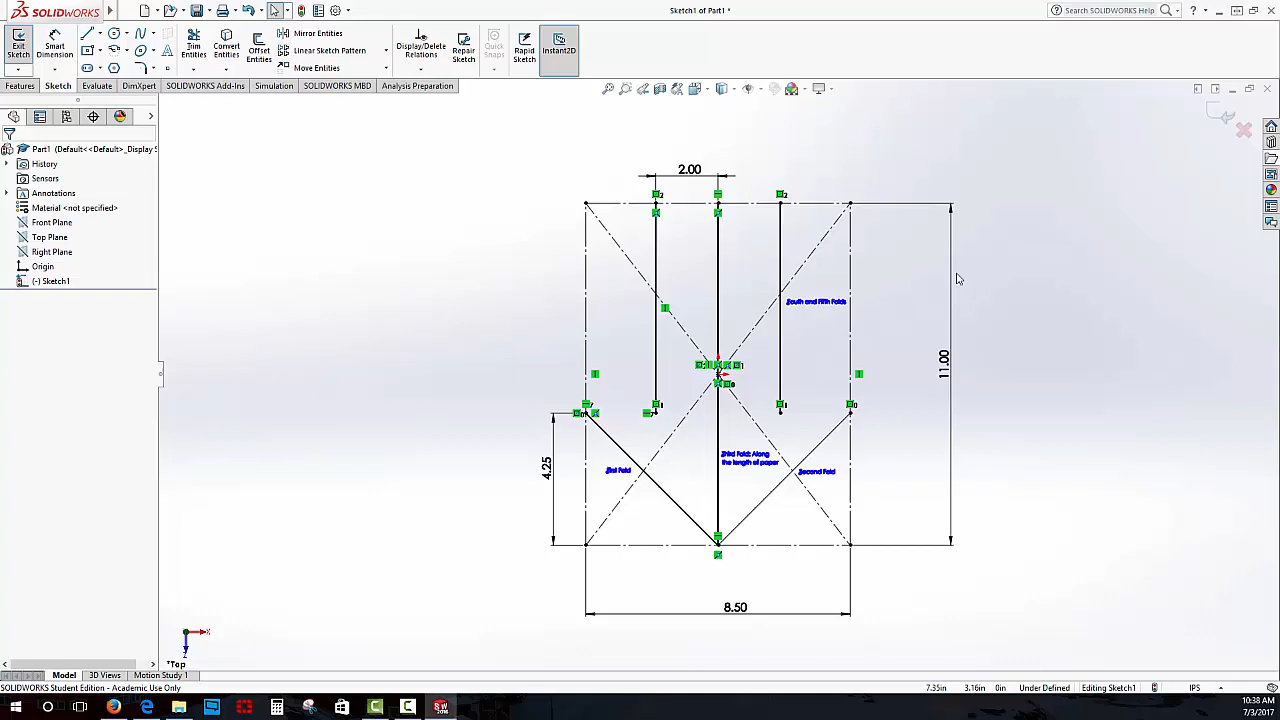 SOLIDWORKS
Sketch1 of Part1 *
Search SOLIDWORKS Help
Exit Sketch
Smart Dimension
Trim Entities
Convert Entities
Offset Entities
Mirror Entities
Linear Sketch Pattern
Move Entities
Display/Delete Relations
Repair Sketch
Quick Snaps
Rapid Sketch
Instant2D
Features
Sketch
Evaluate
DimXpert
SOLIDWORKS Add-Ins
Simulation
SOLIDWORKS MBD
Analysis Preparation
Part1 (Default<<Default>_Display S
History
Sensors
Annotations
Material <not specified>
Front Plane
Top Plane
Right Plane
Origin
(-) Sketch1
2.00
South and Fifth Folds
11.00
4.25
First Fold
Third Fold: Along
the length of paper
Second Fold
8.50
*Top
Model
3D Views
Motion Study 1
SOLIDWORKS Student Edition - Academic Use Only
7.35in
3.16in
0in
Under Defined
Editing Sketch1
IPS
10:38 AM
7/3/2017